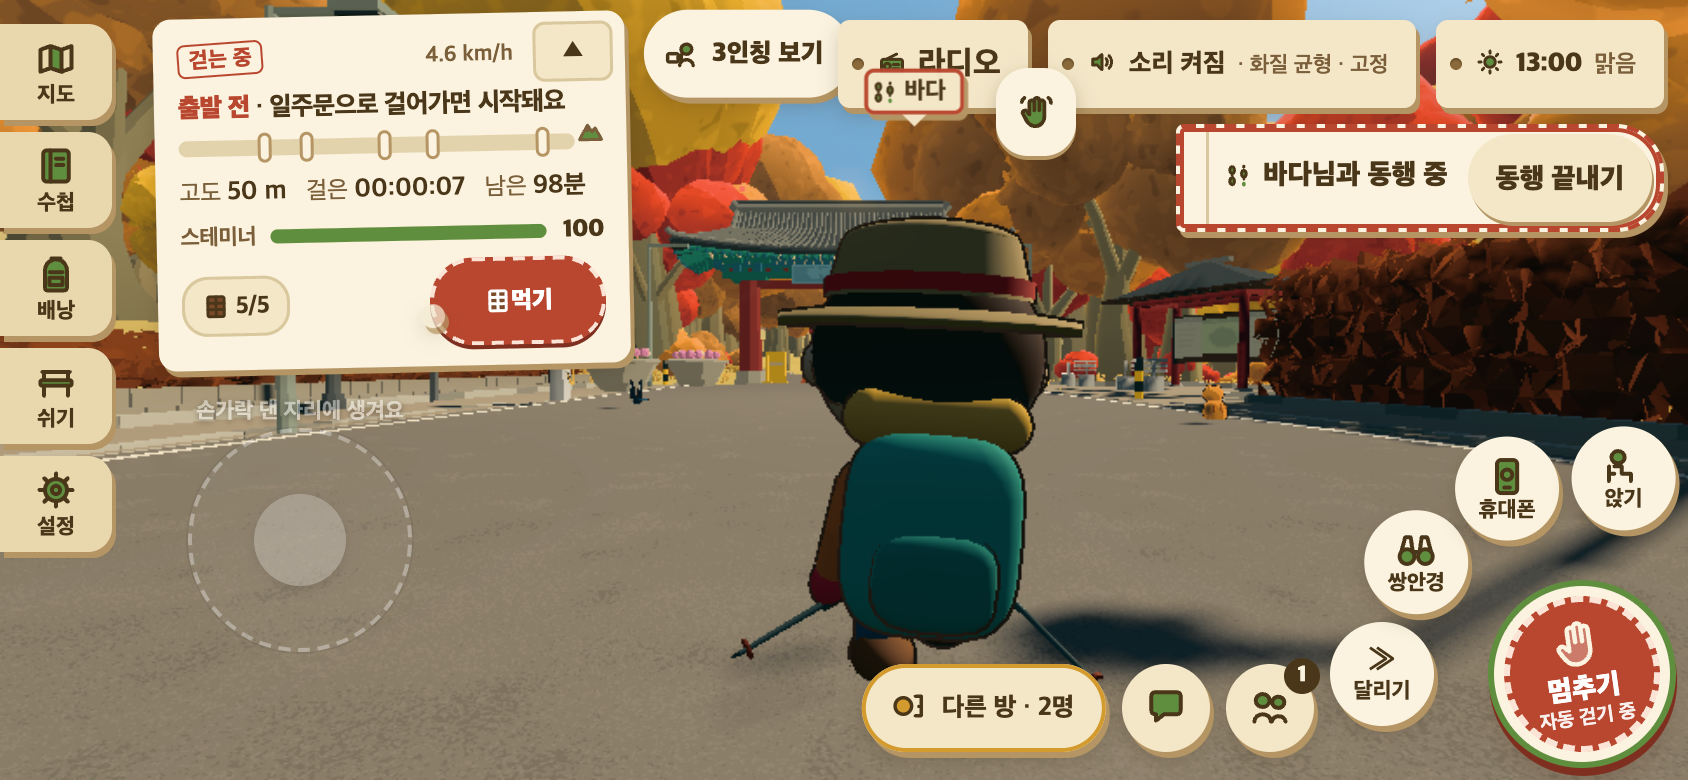 지도
수첩
배낭
쉬기
설정
걷는 중
4.6 km/h
출발 전 · 일주문으로 걸어가면 시작돼요
고도 50 m 걸은 00:00:07 남은 98분
스테미너 100
5/5
먹기
손가락 댄 자리에 생겨요
3인칭 보기
라디오
바다
소리 켜짐 · 화질 균형 · 고정
13:00 맑음
바다님과 동행 중
동행 끝내기
휴대폰
앉기
쌍안경
달리기
멈추기
자동 걷기 중
다른 방 · 2명
1